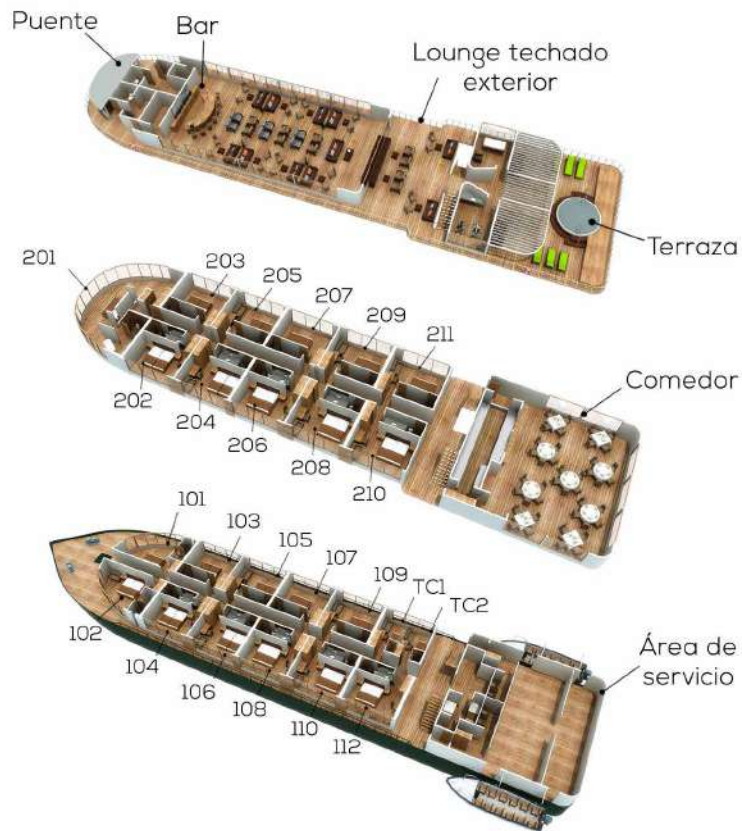 Puente
Bar
Lounge techado
exterior
Terraza
201
203
205
207
209
211
Comedor
202
204
206
208
210
101
103
105
107
109
TC1
TC2
Área de
servicio
102
104
106
108
110
112